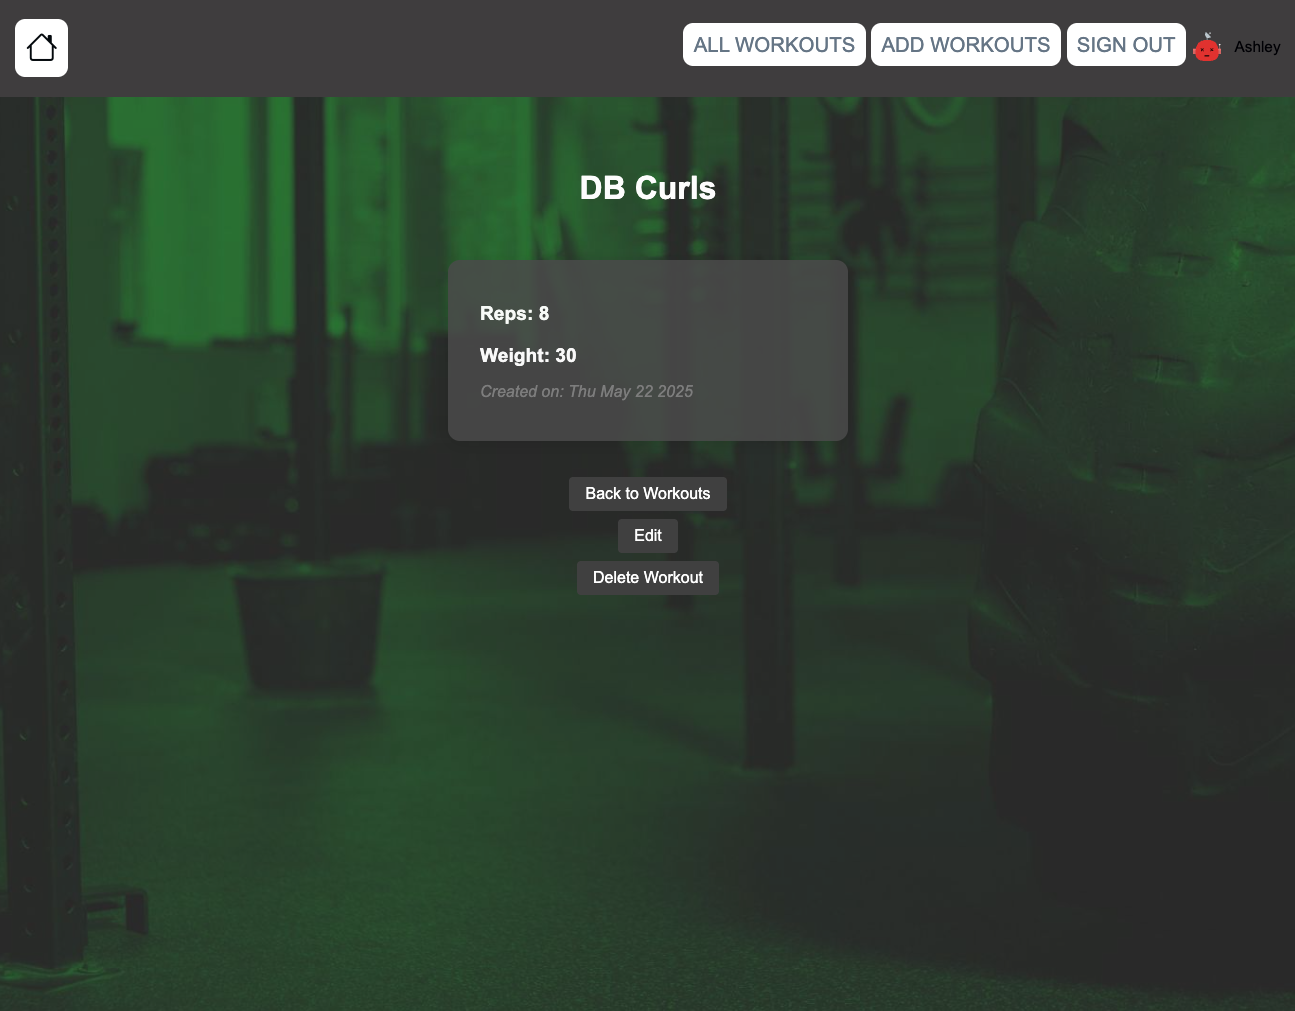 ALL WORKOUTS ADD WORKOUTS SIGN OUT Ashley
DB Curls
Reps: 8
Weight: 30
Created on: Thu May 22 2025
Back to Workouts
Edit
Delete Workout